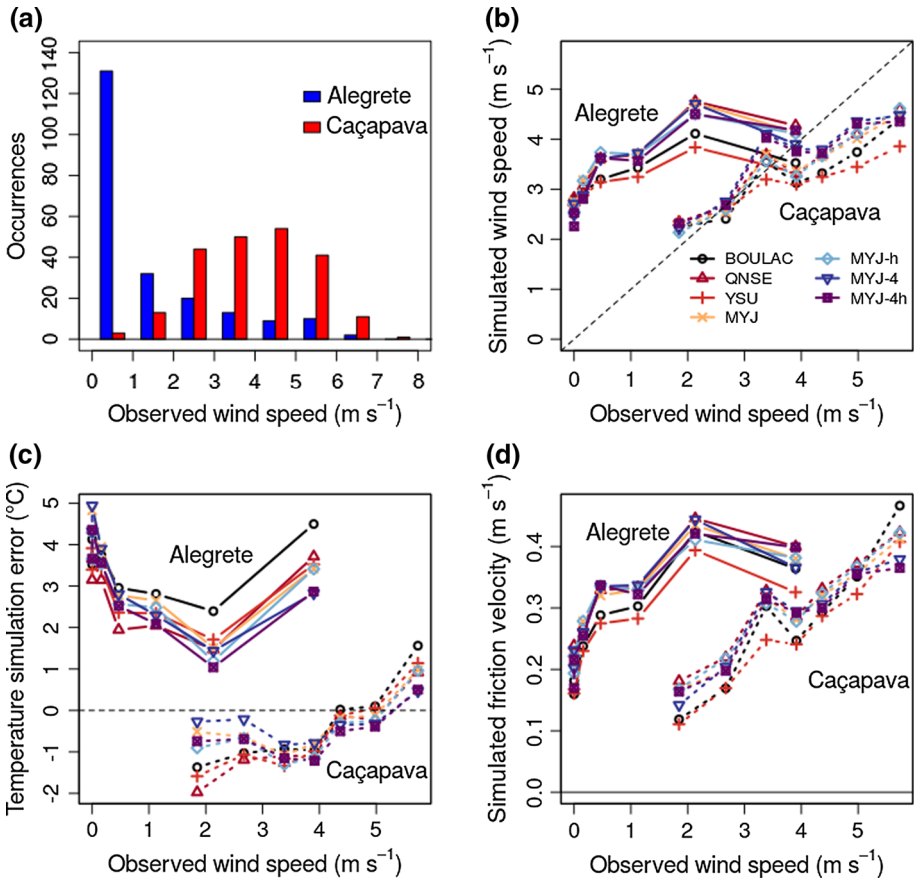 (a)
140
120
100
80
60
40
20
0
Occurrences
Alegrete
Caçapava
0 1 2 3 4 5 6 7 8
Observed wind speed (m s⁻¹)
(b)
5
4
3
2
1
0
Simulated wind speed (m s⁻¹)
Alegrete
Caçapava
BOULAC
QNSE
YSU
MYJ
MYJ-h
MYJ-4
MYJ-4h
0 1 2 3 4 5
Observed wind speed (m s⁻¹)
(c)
5
4
3
2
1
0
-1
-2
Temperature simulation error (°C)
Alegrete
Caçapava
0 1 2 3 4 5
Observed wind speed (m s⁻¹)
(d)
0.4
0.3
0.2
0.1
0.0
Simulated friction velocity (m s⁻¹)
Alegrete
Caçapava
0 1 2 3 4 5
Observed wind speed (m s⁻¹)